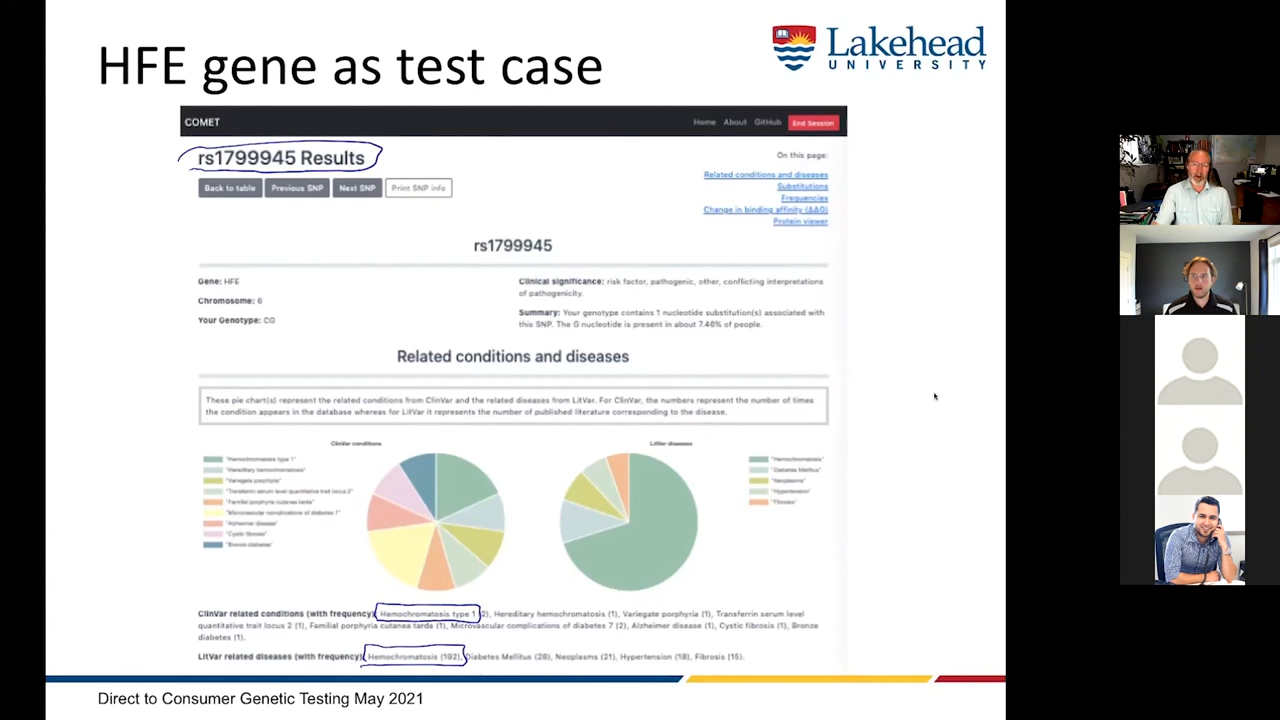 HFE gene as test case
Lakehead
UNIVERSITY
COMET
Home About GitHub End Session
rs1799945 Results
On this page:
Back to table Previous SNP Next SNP Print SNP info
Related conditions and diseases
Substitutions
Frequencies
Change in binding affinity (ΔΔG)
Protein viewer
rs1799945
Gene: HFE
Chromosome: 6
Your Genotype: CG
Clinical significance: risk factor, pathogenic, other, conflicting interpretations
of pathogenicity.
Summary: Your genotype contains 1 nucleotide substitution(s) associated with
this SNP. The G nucleotide is present in about 7.46% of people.
Related conditions and diseases
These pie chart(s) represent the related conditions from ClinVar and the related diseases from LitVar. For ClinVar, the numbers represent the number of times
the condition appears in the database whereas for LitVar it represents the number of published literature corresponding to the disease.
ClinVar conditions
"Hemochromatosis type 1"
"Hereditary hemochromatosis"
"Variegate porphyria"
"Transferrin serum level quantitative trait locus 2"
"Familial porphyria cutanea tarda"
"Microvascular complications of diabetes 7"
"Alzheimer disease"
"Cystic fibrosis"
"Bronze diabetes"
LitVar diseases
"Hemochromatosis"
"Diabetes Mellitus"
"Neoplasms"
"Hypertension"
"Fibrosis"
ClinVar related conditions (with frequency) Hemochromatosis type 1 (2), Hereditary hemochromatosis (1), Variegate porphyria (1), Transferrin serum level
quantitative trait locus 2 (1), Familial porphyria cutanea tarda (1), Microvascular complications of diabetes 7 (2), Alzheimer disease (1), Cystic fibrosis (1), Bronze
diabetes (1).
LitVar related diseases (with frequency) Hemochromatosis (192), Diabetes Mellitus (28), Neoplasms (21), Hypertension (18), Fibrosis (15).
Direct to Consumer Genetic Testing May 2021